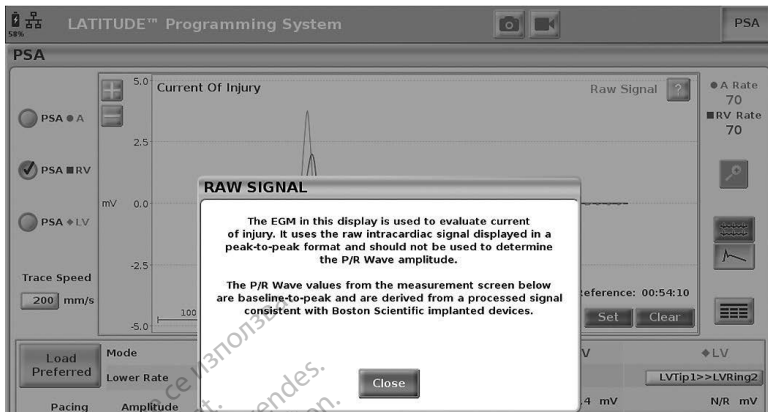 58%
LATITUDE™ Programming System
PSA
PSA
PSA A
PSA RV
PSA LV
Trace Speed
200 mm/s
5.0
2.5
mV 0.0
-2.5
-5.0
Current Of Injury
Raw Signal ?
A Rate
70
RV Rate
70
100
RAW SIGNAL
The EGM in this display is used to evaluate current
of injury. It uses the raw intracardiac signal displayed in a
peak-to-peak format and should not be used to determine
the P/R Wave amplitude.
The P/R Wave values from the measurement screen below
are baseline-to-peak and are derived from a processed signal
consistent with Boston Scientific implanted devices.
Close
Reference: 00:54:10
Set Clear
Load
Preferred
Mode
Lower Rate
Pacing Amplitude
LV
LVTip1>>LVRing2
N/R mV